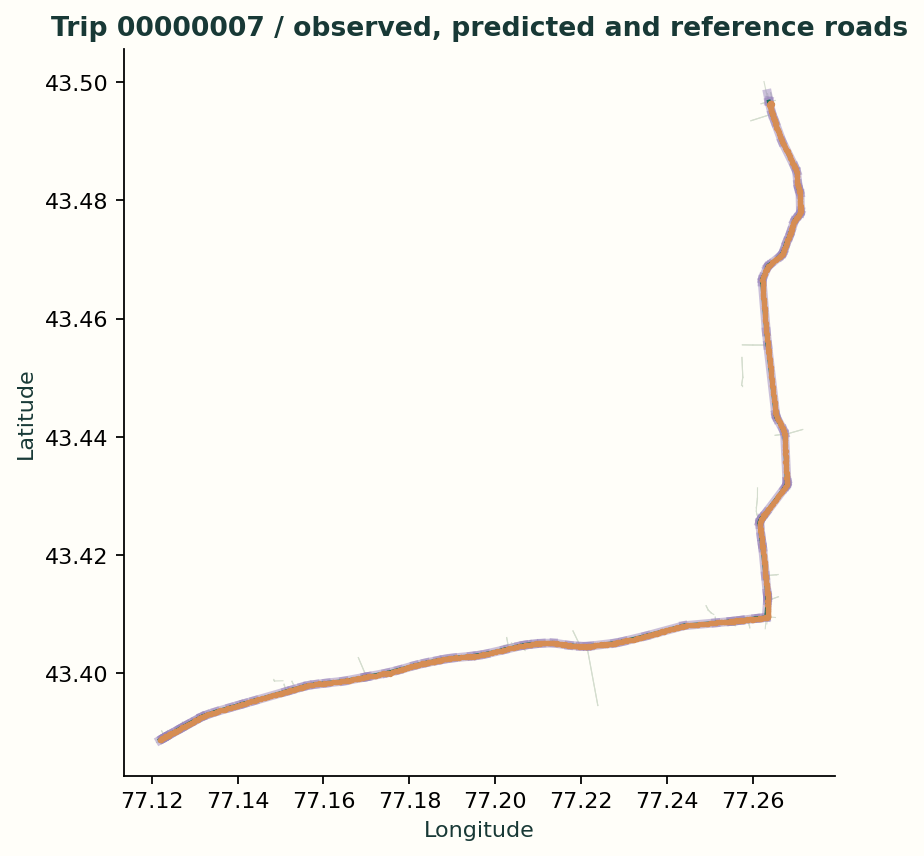 Trip 00000007 / observed, predicted and reference roads
43.50
43.48
43.46
43.44
43.42
43.40
Latitude
77.12 77.14 77.16 77.18 77.20 77.22 77.24 77.26
Longitude